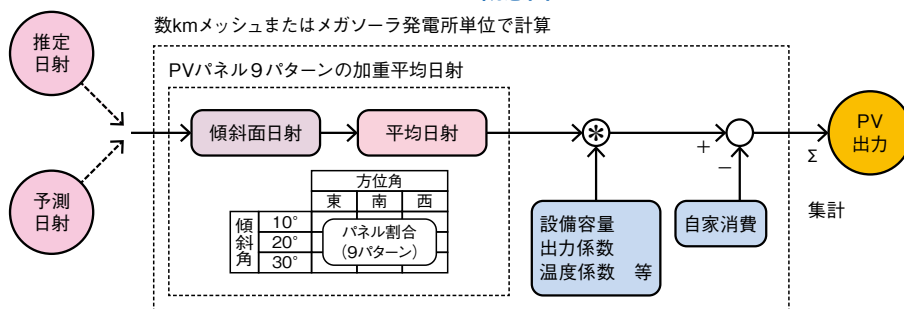 数kmメッシュまたはメガソーラ発電所単位で計算
推定
日射
PVパネル9パターンの加重平均日射
傾斜面日射
平均日射
*
+
−
Σ
PV
出力
予測
日射
方位角
東 南 西
傾斜角
10°
20°
30°
パネル割合
(9パターン)
設備容量
出力係数
温度係数 等
自家消費
集計